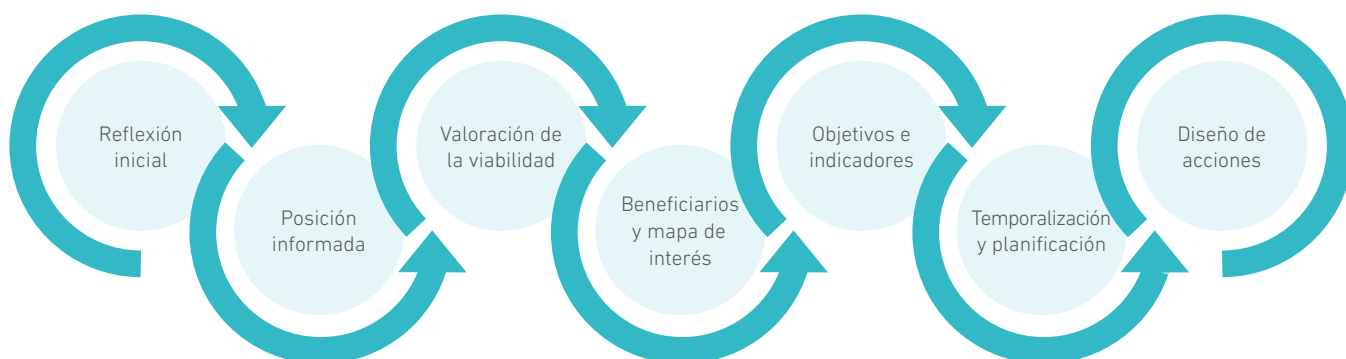 Reflexión
inicial
Posición
informada
Valoración de
la viabilidad
Beneficiarios
y mapa de
interés
Objetivos e
indicadores
Temporalización
y planificación
Diseño de
acciones